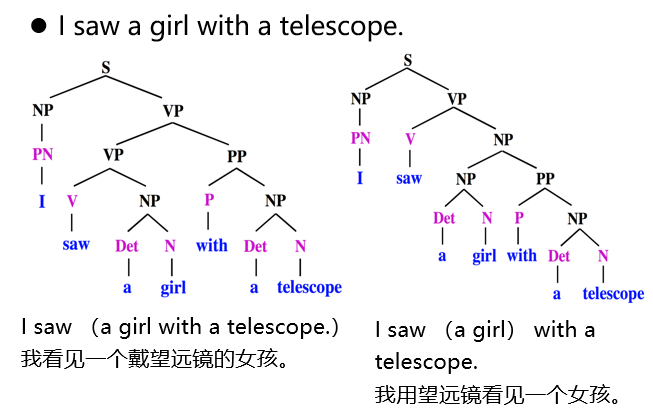 ● I saw a girl with a telescope.
S
NP VP
PN VP PP
I V NP P NP
saw Det N with Det N
a girl a telescope
I saw （a girl with a telescope.）
我看见一个戴望远镜的女孩。
S
NP VP
PN V NP
I saw NP PP
Det N P NP
a girl with Det N
a telescope
I saw （a girl） with a
telescope.
我用望远镜看见一个女孩。